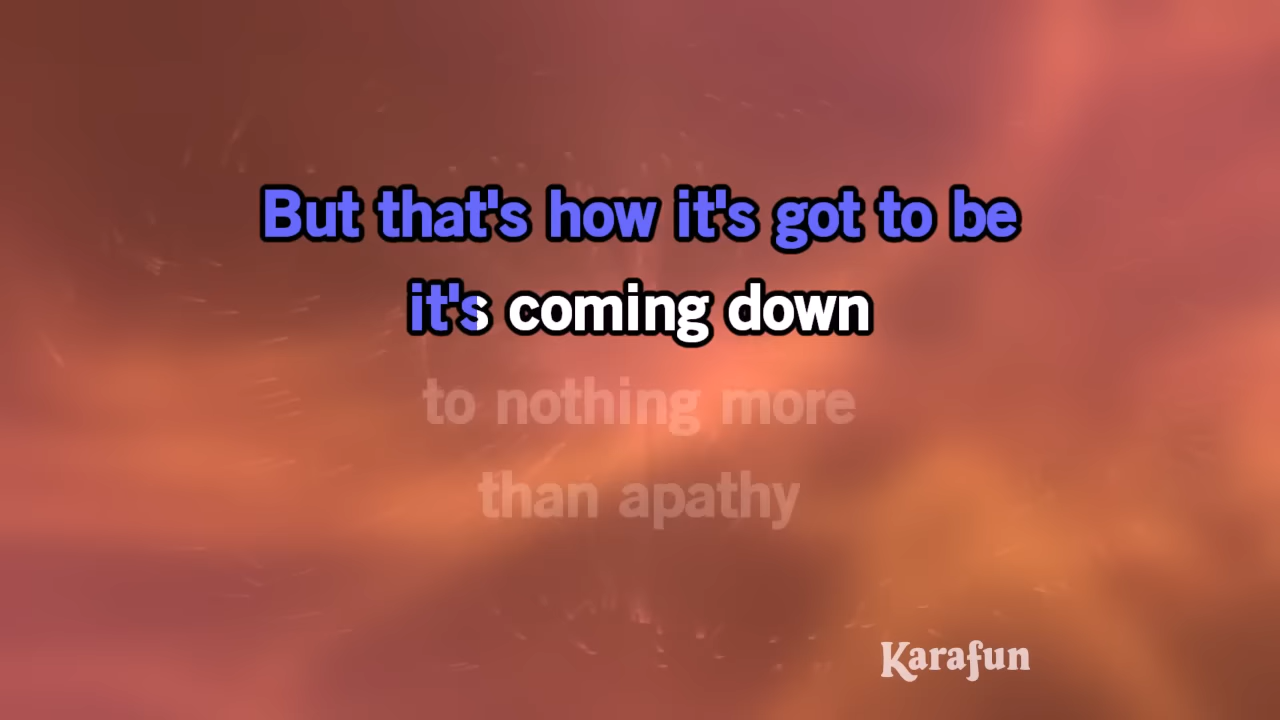 But that's how it's got to be
it's coming down
to nothing more
than apathy
Karafun